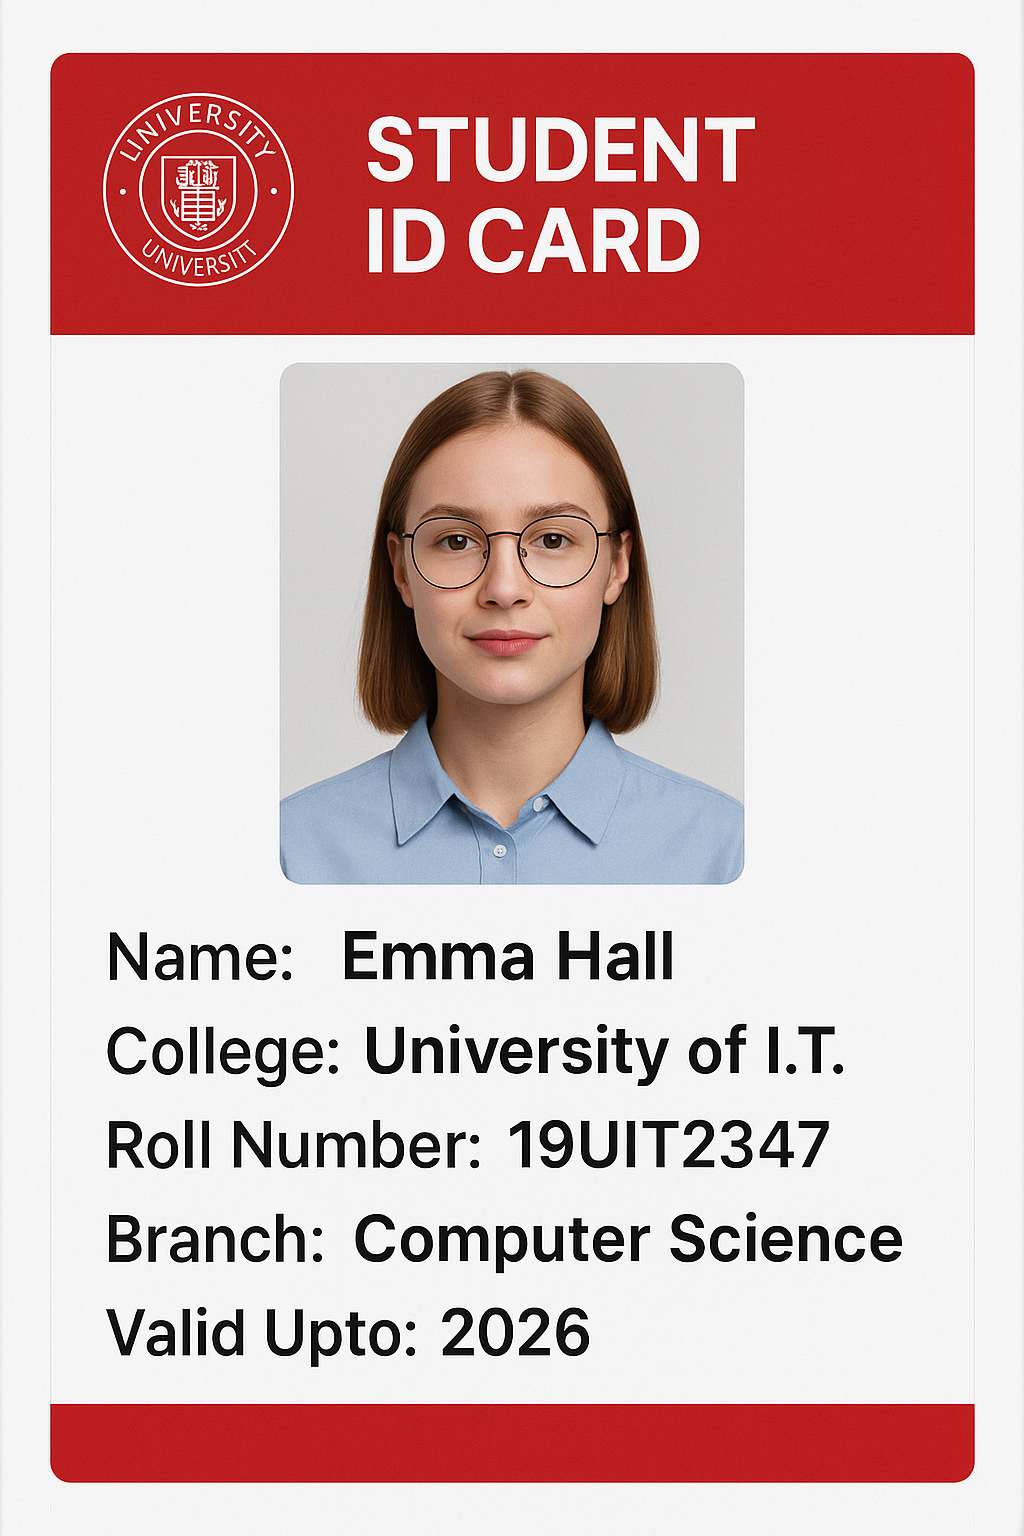 LINIVERSITY
UNIVERSITT
STUDENT
ID CARD
Name: Emma Hall
College: University of I.T.
Roll Number: 19UIT2347
Branch: Computer Science
Valid Upto: 2026